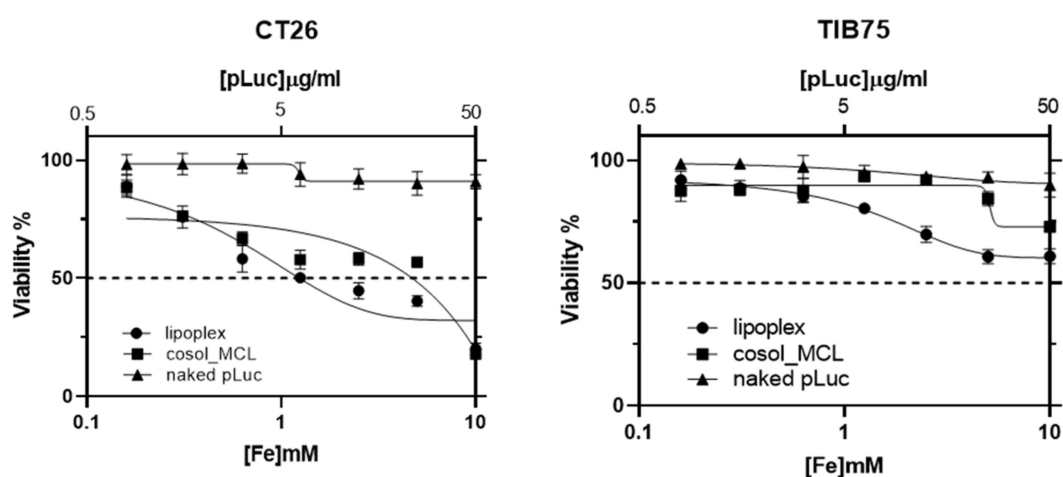 CT26
[pLuc]μg/ml
0.5 5 50
100
50
0
Viability %
lipoplex
cosol_MCL
naked pLuc
0.1 1 10
[Fe]mM
TIB75
[pLuc]μg/ml
0.5 5 50
100
50
0
Viability %
lipoplex
cosol_MCL
naked pLuc
0.1 1 10
[Fe]mM